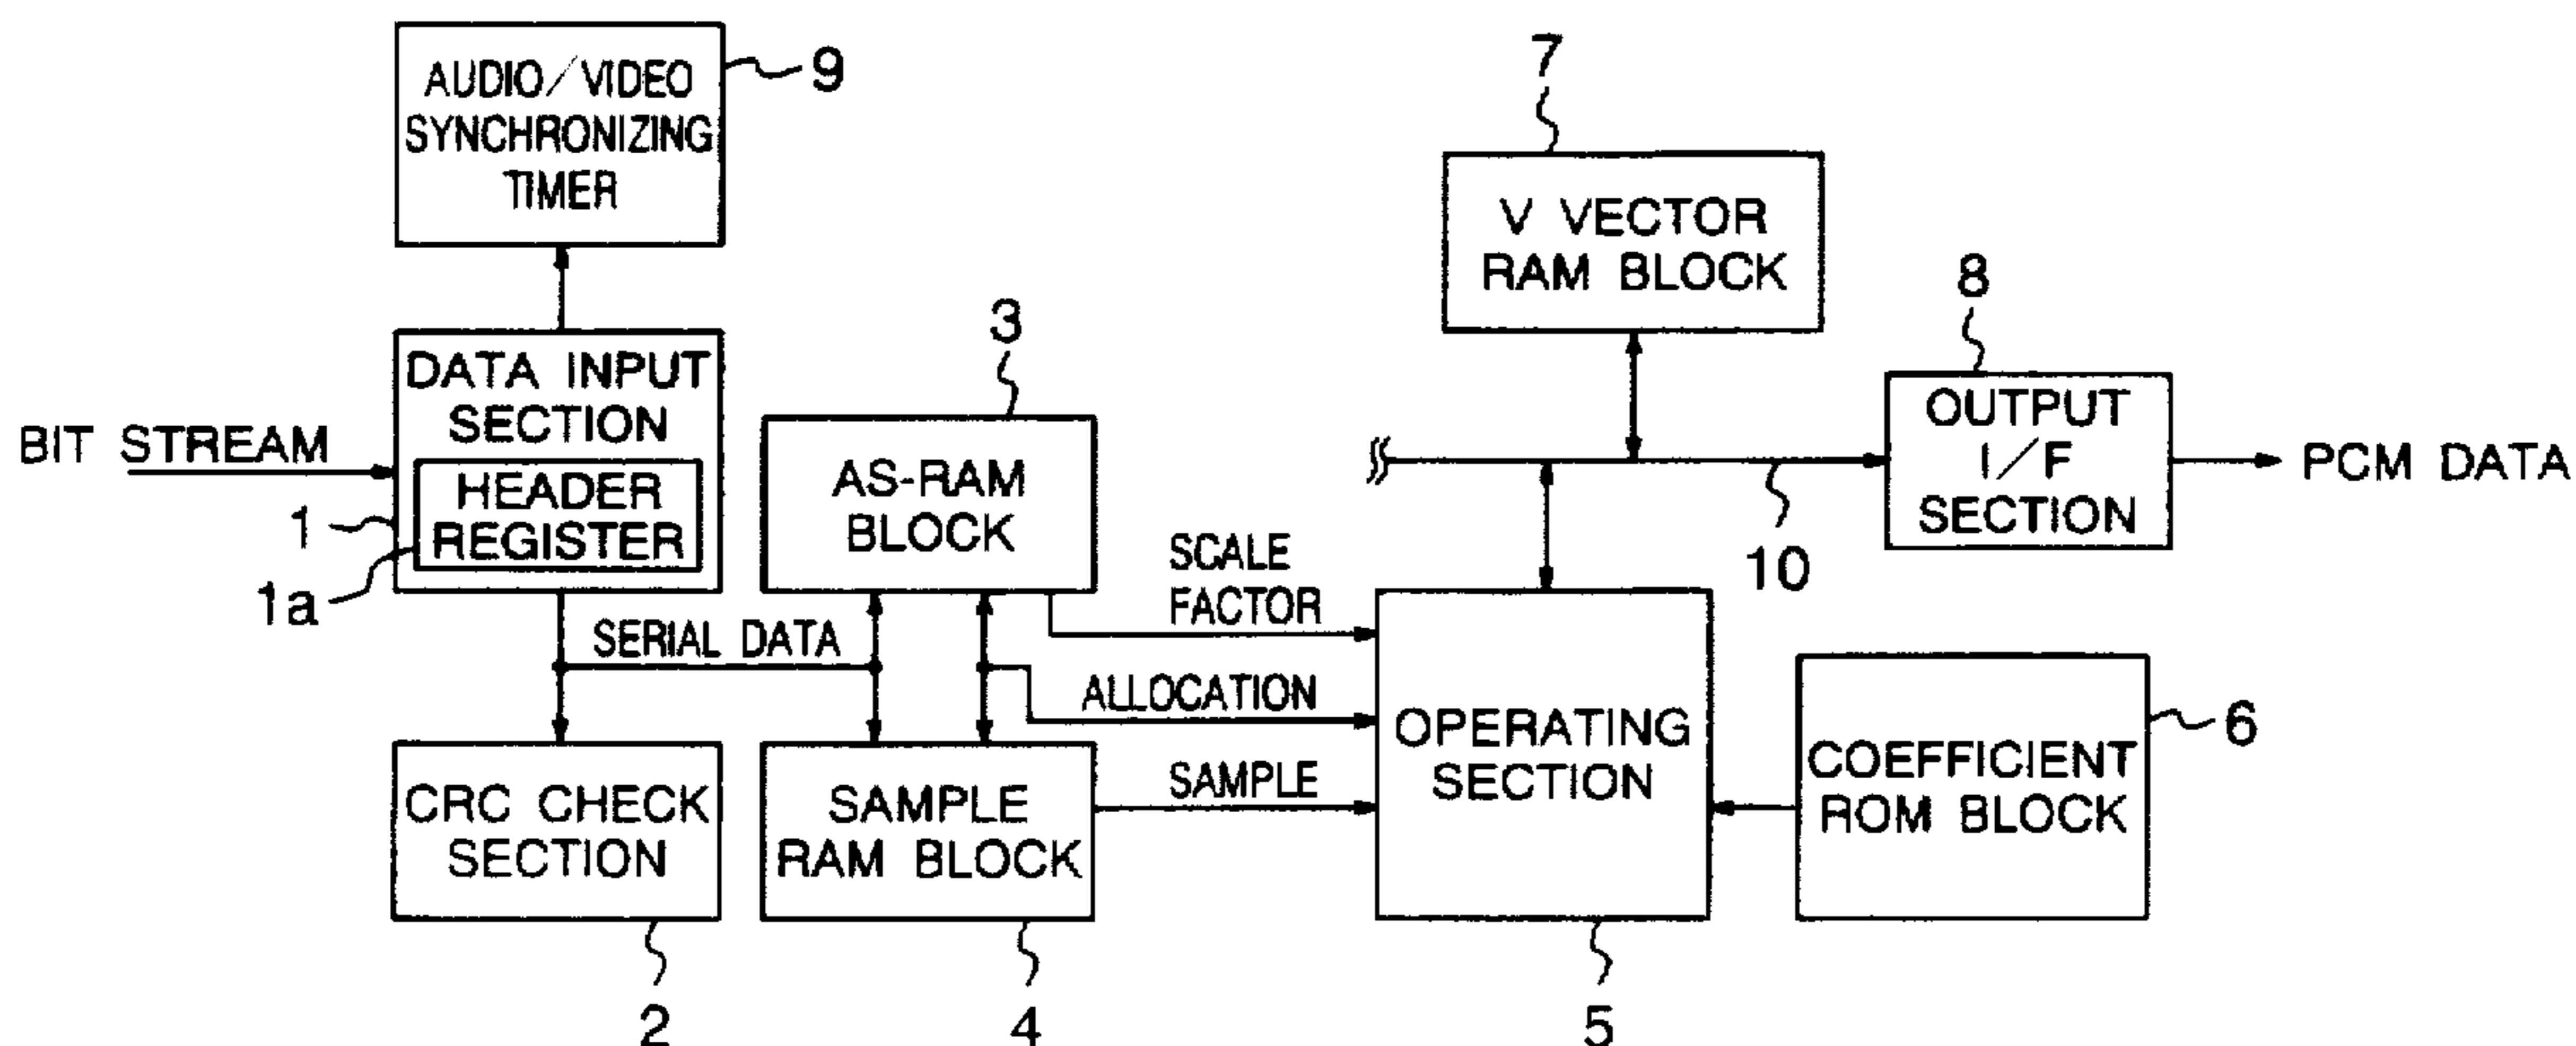 AUDIO/VIDEO
SYNCHRONIZING
TIMER
9
DATA INPUT
SECTION
HEADER
REGISTER
BIT STREAM
1
1a
SERIAL DATA
CRC CHECK
SECTION
2
3
AS-RAM
BLOCK
SAMPLE
RAM BLOCK
4
SCALE
FACTOR
ALLOCATION
SAMPLE
7
V VECTOR
RAM BLOCK
OPERATING
SECTION
5
10
8
OUTPUT
I/F
SECTION
PCM DATA
COEFFICIENT
ROM BLOCK
6